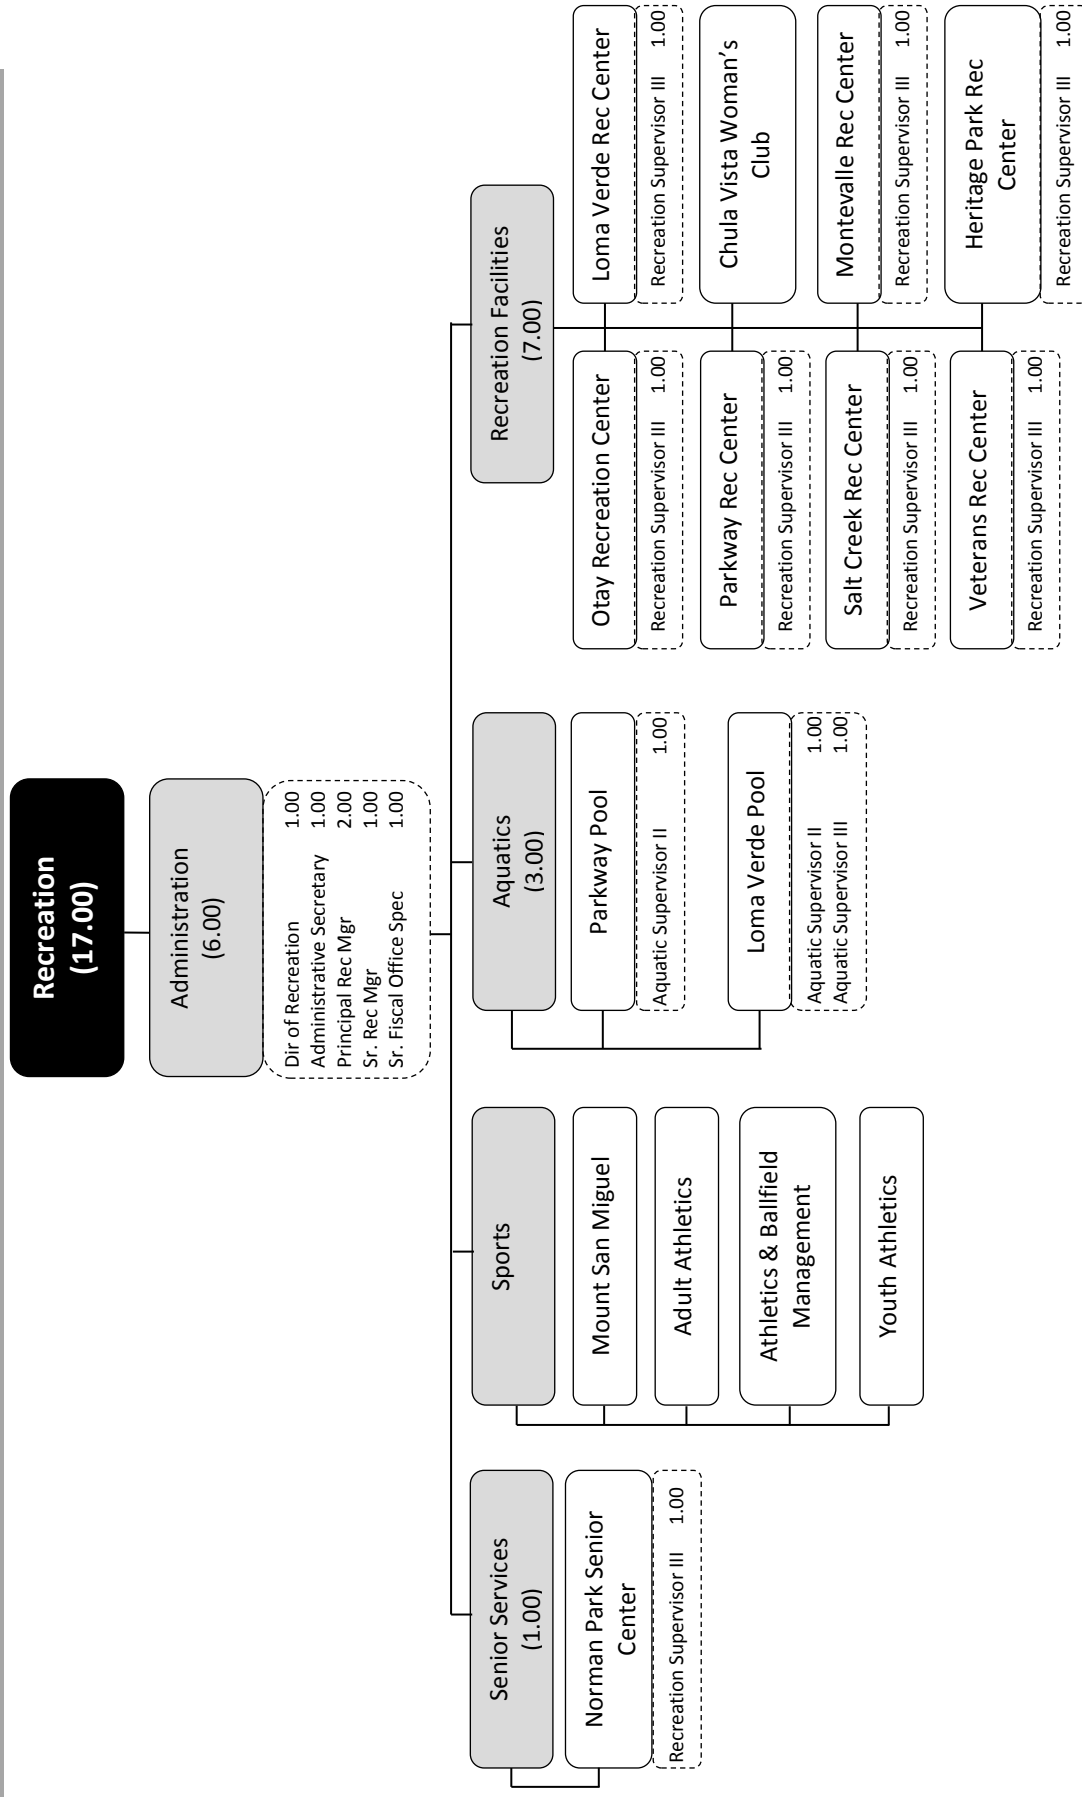 Recreation
(17.00)
Administration
(6.00)
Dir of Recreation 1.00
Administrative Secretary 1.00
Principal Rec Mgr 2.00
Sr. Rec Mgr 1.00
Sr. Fiscal Office Spec 1.00
Senior Services
(1.00)
Norman Park Senior
Center
Recreation Supervisor III 1.00
Sports
Mount San Miguel
Adult Athletics
Athletics & Ballfield
Management
Youth Athletics
Aquatics
(3.00)
Parkway Pool
Aquatic Supervisor II 1.00
Loma Verde Pool
Aquatic Supervisor II 1.00
Aquatic Supervisor III 1.00
Recreation Facilities
(7.00)
Otay Recreation Center
Recreation Supervisor III 1.00
Loma Verde Rec Center
Recreation Supervisor III 1.00
Parkway Rec Center
Recreation Supervisor III 1.00
Chula Vista Woman’s
Club
Salt Creek Rec Center
Recreation Supervisor III 1.00
Montevalle Rec Center
Recreation Supervisor III 1.00
Veterans Rec Center
Recreation Supervisor III 1.00
Heritage Park Rec
Center
Recreation Supervisor III 1.00